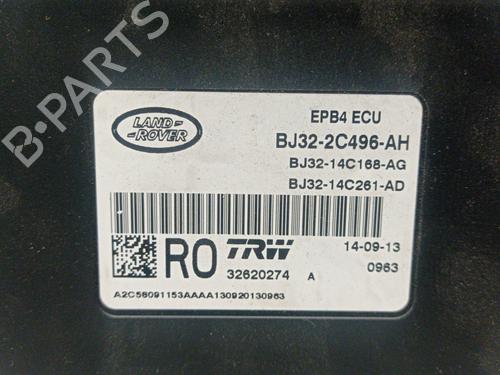 B-PARTS
LAND-
-ROVER
EPB4 ECU
BJ32-2C496-AH
BJ32-14C168-AG
BJ32-14C261-AD
RO TRW 14-09-13
32620274 A 0963
A2C58091153AAAA130920130963